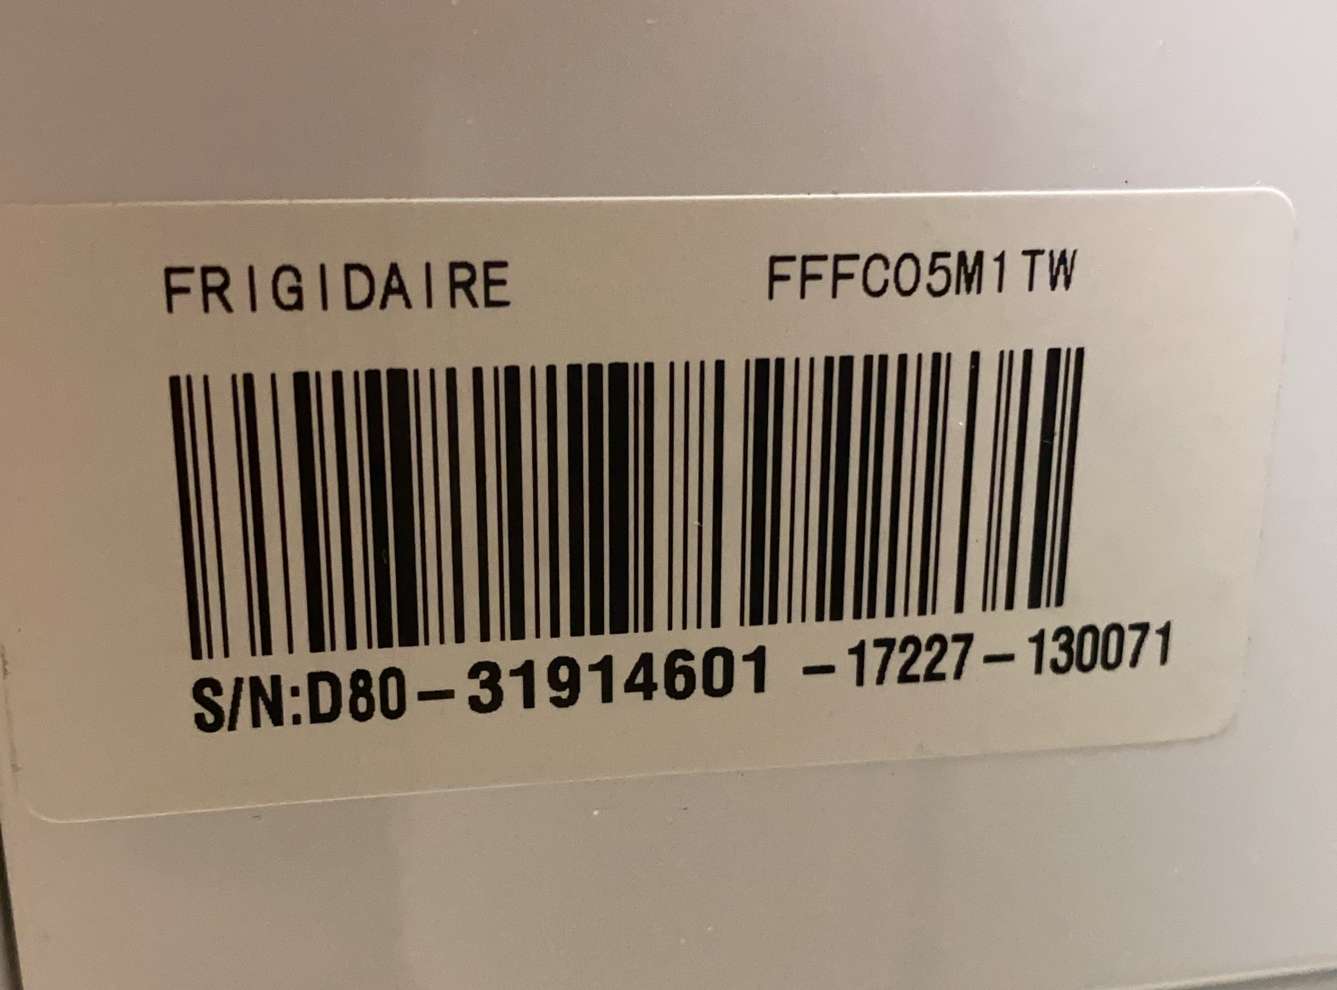 FRIGIDAIRE FFFC05M1TW
S/N:D80-31914601-17227-130071